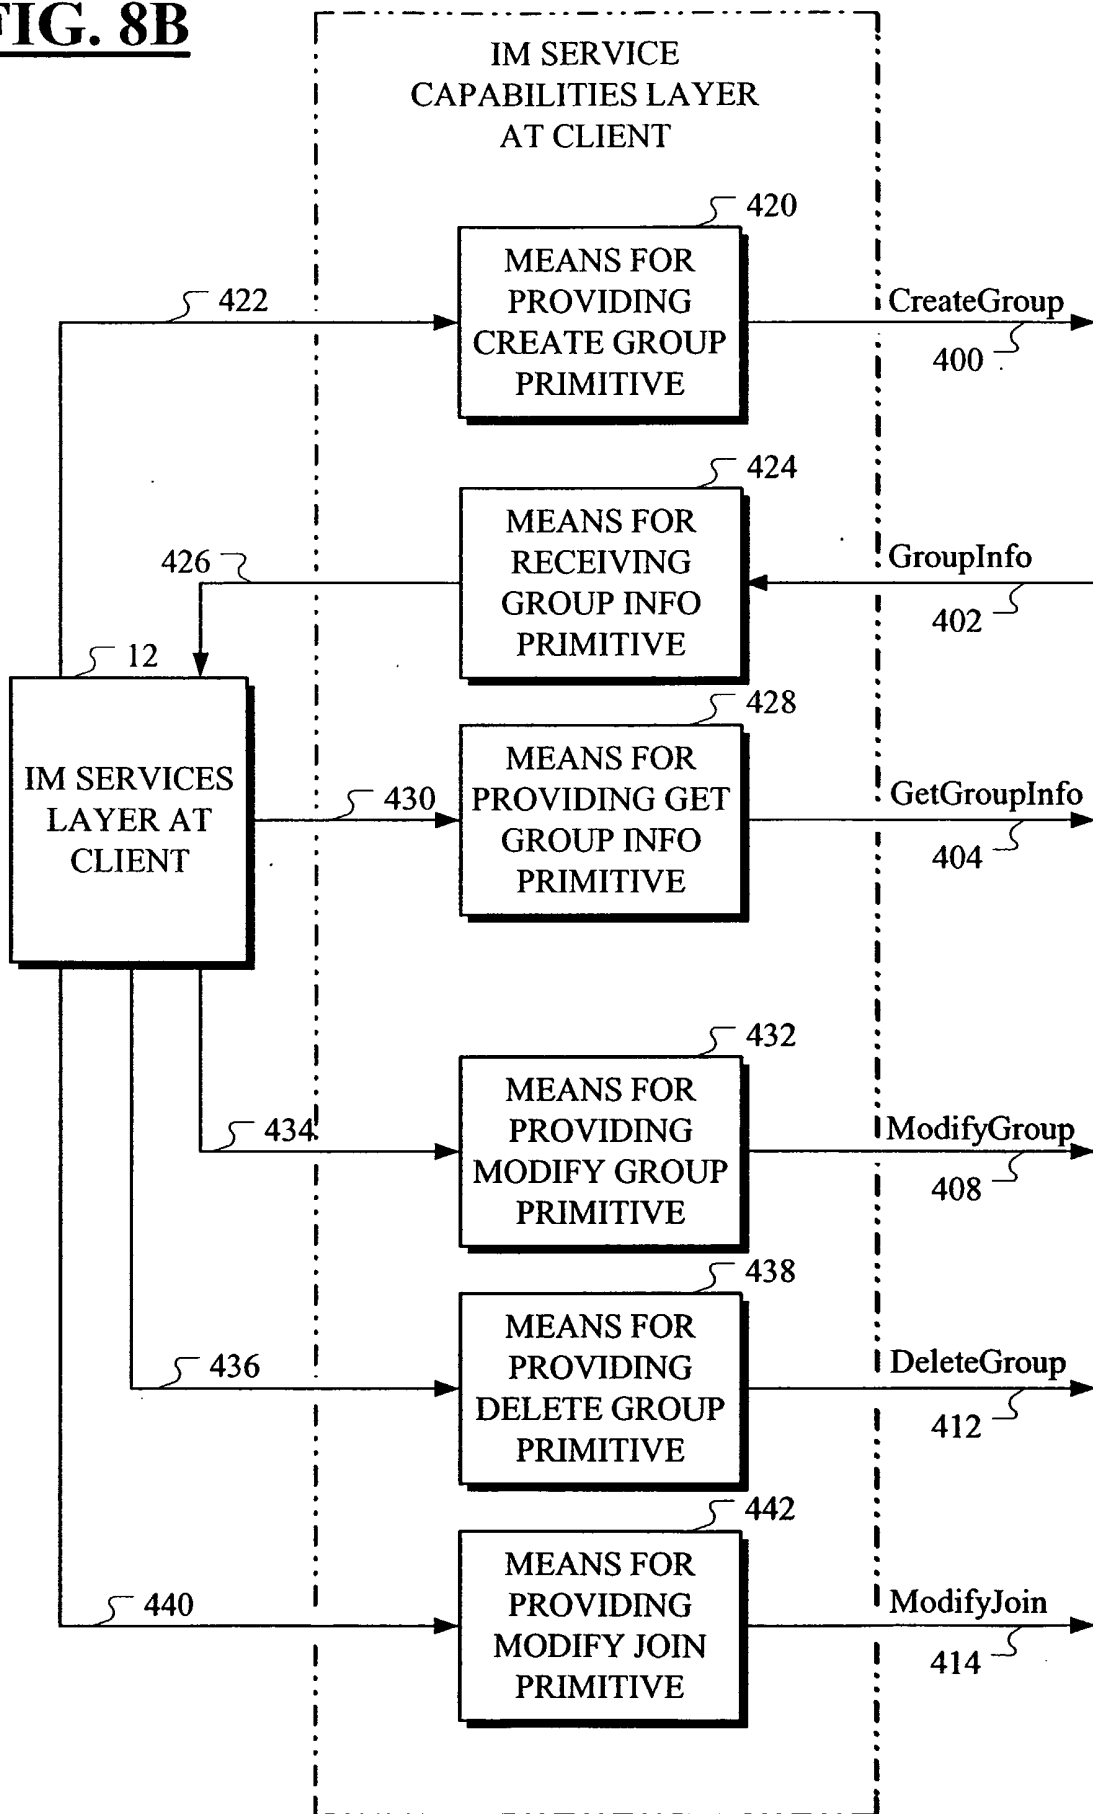 FIG. 8B
IM SERVICE
CAPABILITIES LAYER
AT CLIENT
420
MEANS FOR
PROVIDING
CREATE GROUP
PRIMITIVE
422
CreateGroup
400
424
MEANS FOR
RECEIVING
GROUP INFO
PRIMITIVE
426
GroupInfo
402
12
IM SERVICES
LAYER AT
CLIENT
428
MEANS FOR
PROVIDING GET
GROUP INFO
PRIMITIVE
430
GetGroupInfo
404
432
MEANS FOR
PROVIDING
MODIFY GROUP
PRIMITIVE
434
ModifyGroup
408
438
MEANS FOR
PROVIDING
DELETE GROUP
PRIMITIVE
436
DeleteGroup
412
442
MEANS FOR
PROVIDING
MODIFY JOIN
PRIMITIVE
440
ModifyJoin
414